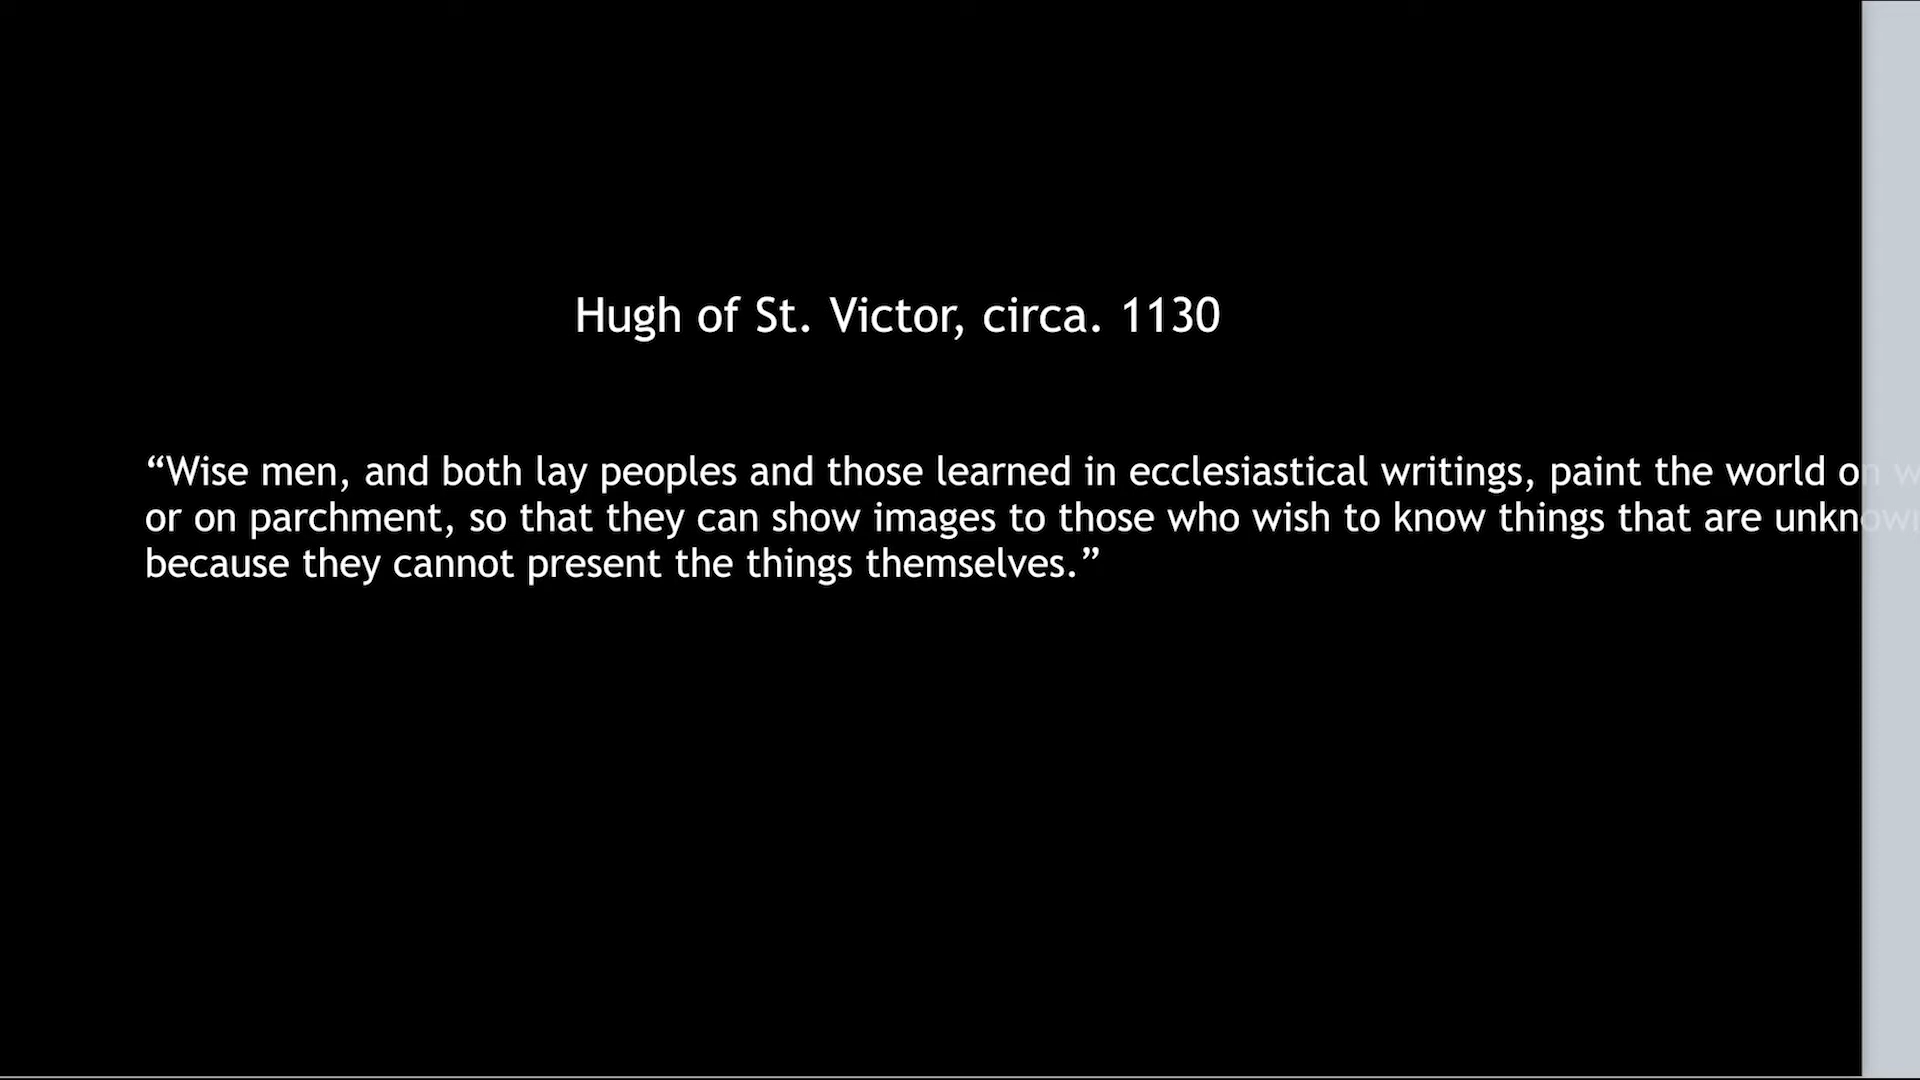 Hugh of St. Victor, circa. 1130
“Wise men, and both lay peoples and those learned in ecclesiastical writings, paint the world on
or on parchment, so that they can show images to those who wish to know things that are unknown
because they cannot present the things themselves.”